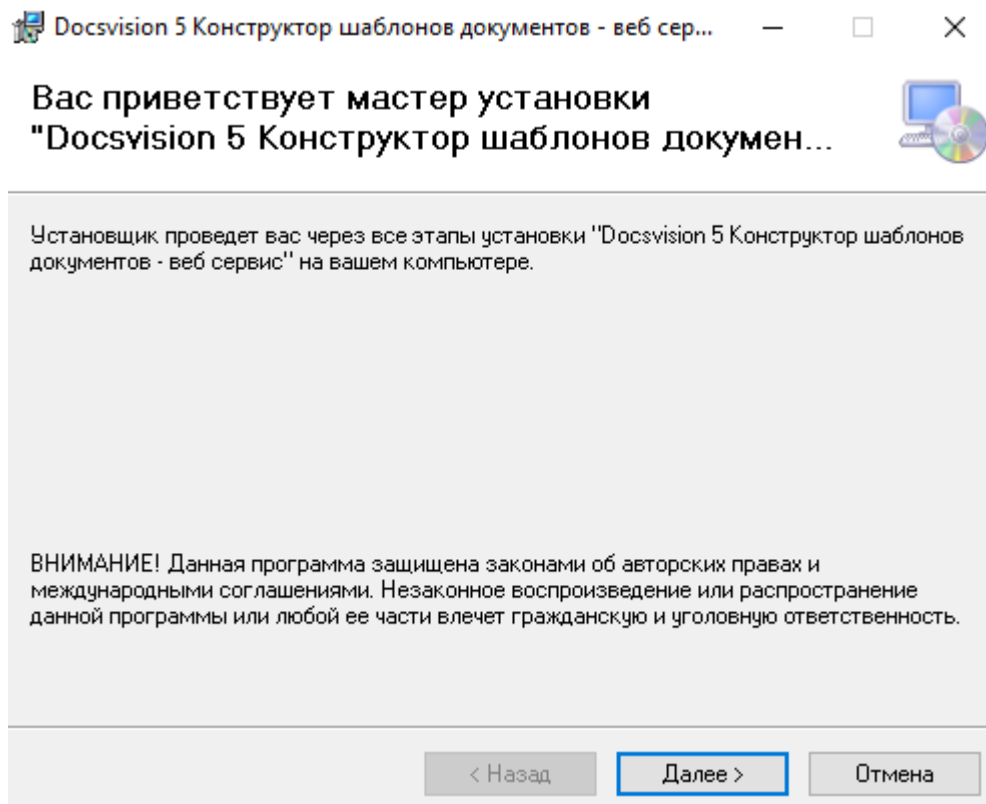 Docsvision 5 Конструктор шаблонов документов - веб сер...
Вас приветствует мастер установки
"Docsvision 5 Конструктор шаблонов докумен...
Установщик проведет вас через все этапы установки "Docsvision 5 Конструктор шаблонов
документов - веб сервис" на вашем компьютере.
ВНИМАНИЕ! Данная программа защищена законами об авторских правах и
международными соглашениями. Незаконное воспроизведение или распространение
данной программы или любой ее части влечет гражданскую и уголовную ответственность.
< Назад
Далее >
Отмена